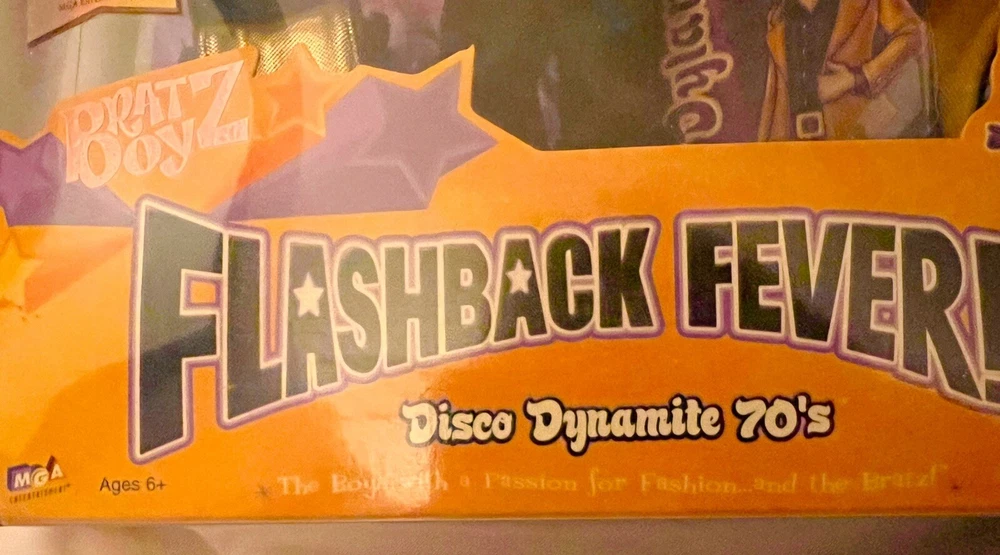 BRATZ
BOYZ
FLASHBACK FEVER!
Disco Dynamite 70's
MGA
ENTERTAINMENT
Ages 6+
* The Boyz with a Passion for Fashion...and the Bratz!